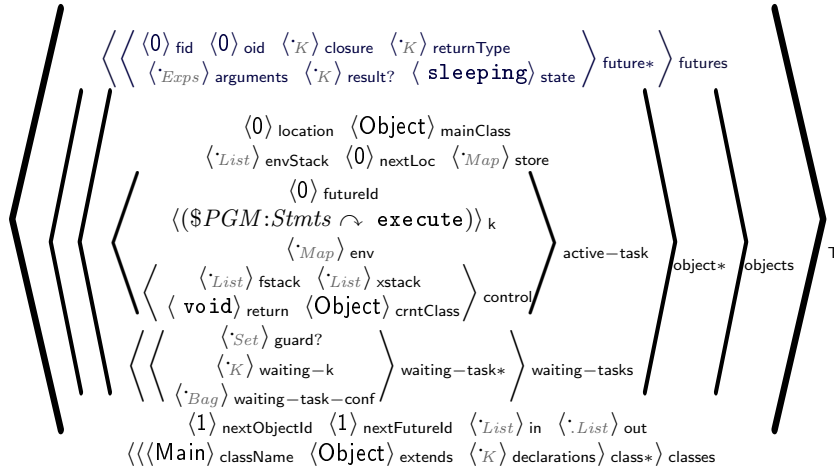 ⟨⟨ ⟨0⟩ fid ⟨0⟩ oid ⟨·K⟩ closure ⟨·K⟩ returnType
⟨·Exps⟩ arguments ⟨·K⟩ result? ⟨ sleeping⟩ state ⟩ future* ⟩ futures
⟨0⟩ location ⟨Object⟩ mainClass
⟨·List⟩ envStack ⟨0⟩ nextLoc ⟨·Map⟩ store
⟨0⟩ futureId
⟨($PGM:Stmts ↷ execute)⟩ k
⟨·Map⟩ env
active−task T
object* objects
⟨·List⟩ fstack ⟨·List⟩ xstack
control
⟨ void⟩ return ⟨Object⟩ crntClass
⟨·Set⟩ guard?
⟨·K⟩ waiting−k waiting−task* waiting−tasks
⟨·Bag⟩ waiting−task−conf
⟨1⟩ nextObjectId ⟨1⟩ nextFutureId ⟨·List⟩ in ⟨·.List⟩ out
⟨⟨⟨Main⟩ className ⟨Object⟩ extends ⟨·K⟩ declarations⟩ class*⟩ classes